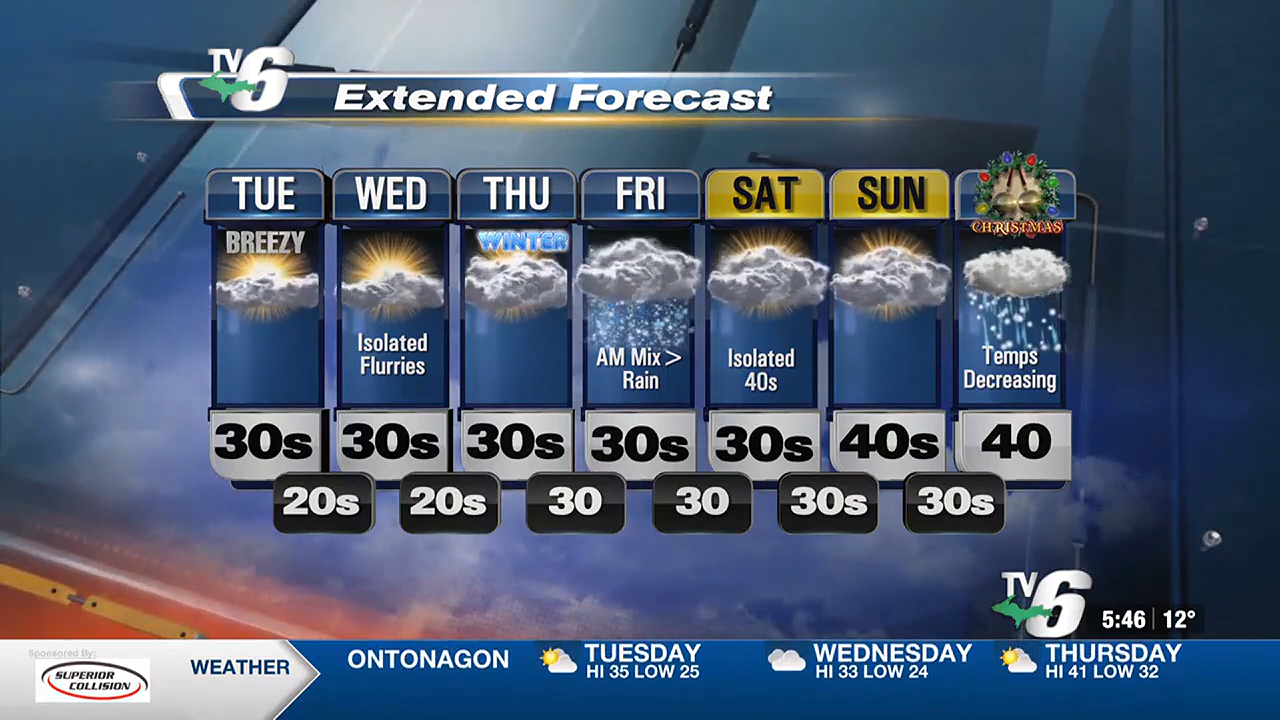 TV6
Extended Forecast
TUE WED THU FRI SAT SUN CHRISTMAS
BREEZY WINTER
Isolated
Flurries
AM Mix >
Rain
Isolated
40s
Temps
Decreasing
30s 30s 30s 30s 30s 40s 40
20s 20s 30 30 30s 30s
TV6 5:46 12°
Sponsored By:
SUPERIOR
COLLISION
WEATHER
ONTONAGON
TUESDAY
HI 35 LOW 25
WEDNESDAY
HI 33 LOW 24
THURSDAY
HI 41 LOW 32